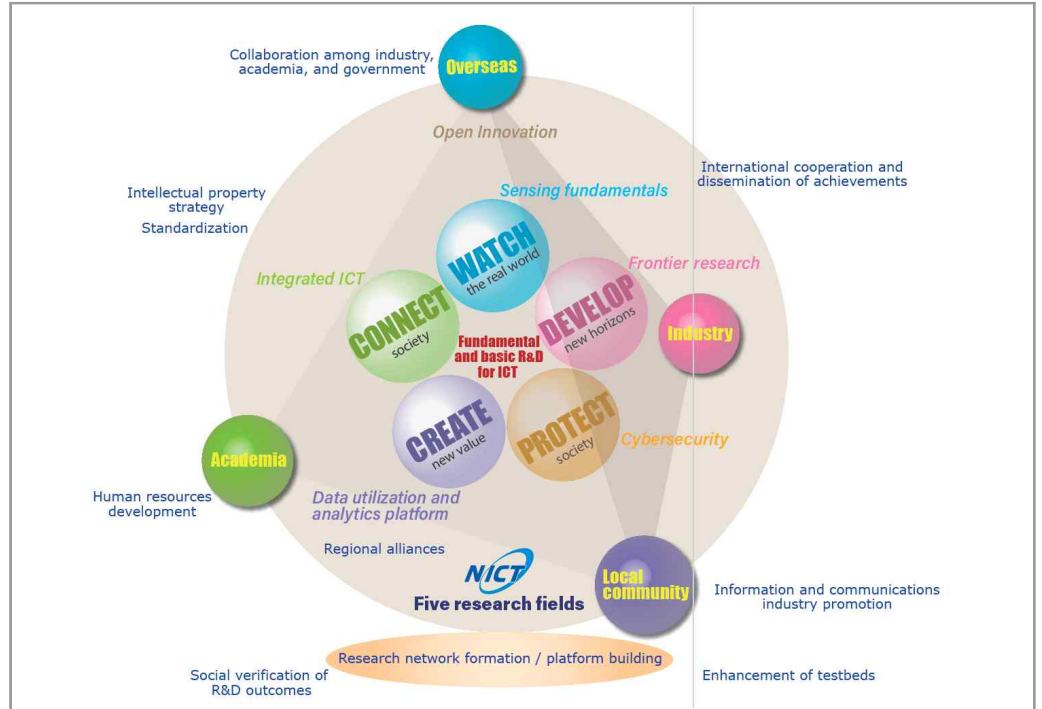 Collaboration among industry,
academia, and government
Overseas
Open Innovation
International cooperation and
dissemination of achievements
Intellectual property
strategy
Standardization
Sensing fundamentals
WATCH
the real world
Integrated ICT
Frontier research
CONNECT
society
DEVELOP
new horizons
Industry
Fundamental
and basic R&D
for ICT
CREATE
new value
PROTECT
society
Cybersecurity
Academia
Human resources
development
Data utilization and
analytics platform
Regional alliances
NICT
Five research fields
Local
community
Information and communications
industry promotion
Research network formation / platform building
Social verification of
R&D outcomes
Enhancement of testbeds